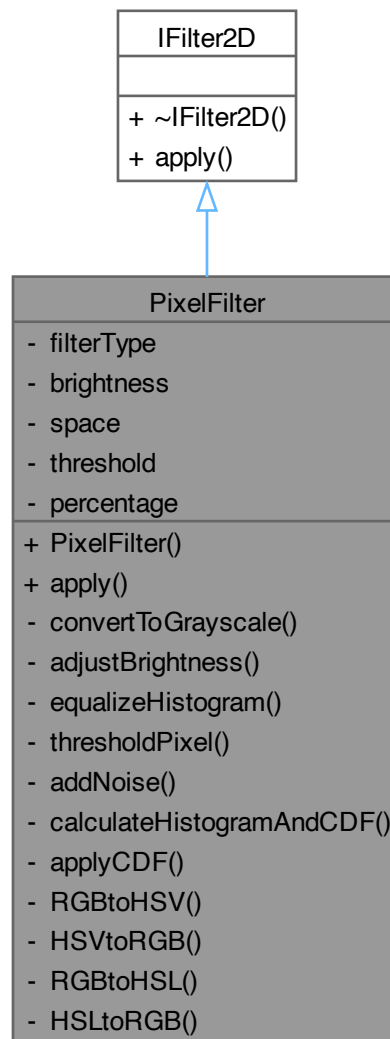 IFilter2D
+ ~IFilter2D()
+ apply()
PixelFilter
- filterType
- brightness
- space
- threshold
- percentage
+ PixelFilter()
+ apply()
- convertToGrayscale()
- adjustBrightness()
- equalizeHistogram()
- thresholdPixel()
- addNoise()
- calculateHistogramAndCDF()
- applyCDF()
- RGBtoHSV()
- HSVtoRGB()
- RGBtoHSL()
- HSLtoRGB()